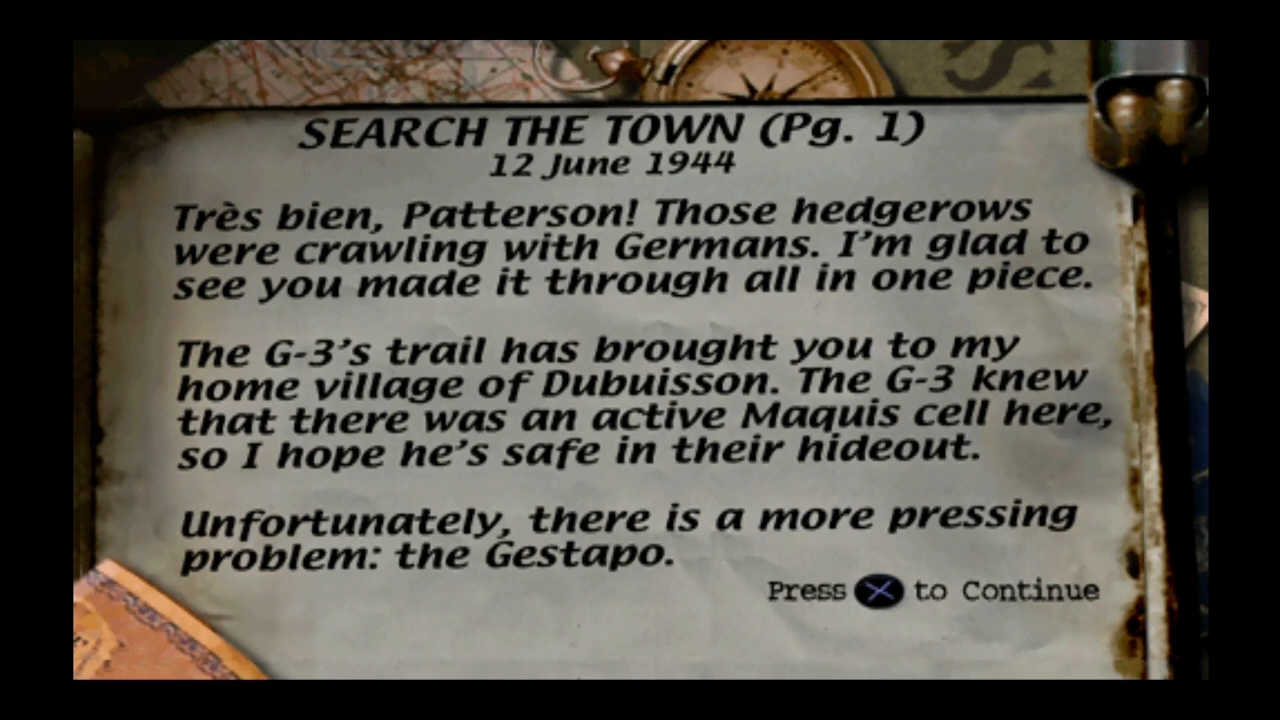 SEARCH THE TOWN (Pg. 1)
12 June 1944
Très bien, Patterson! Those hedgerows
were crawling with Germans. I'm glad to
see you made it through all in one piece.
The G-3's trail has brought you to my
home village of Dubuisson. The G-3 knew
that there was an active Maquis cell here,
so I hope he's safe in their hideout.
Unfortunately, there is a more pressing
problem: the Gestapo.
Press X to Continue